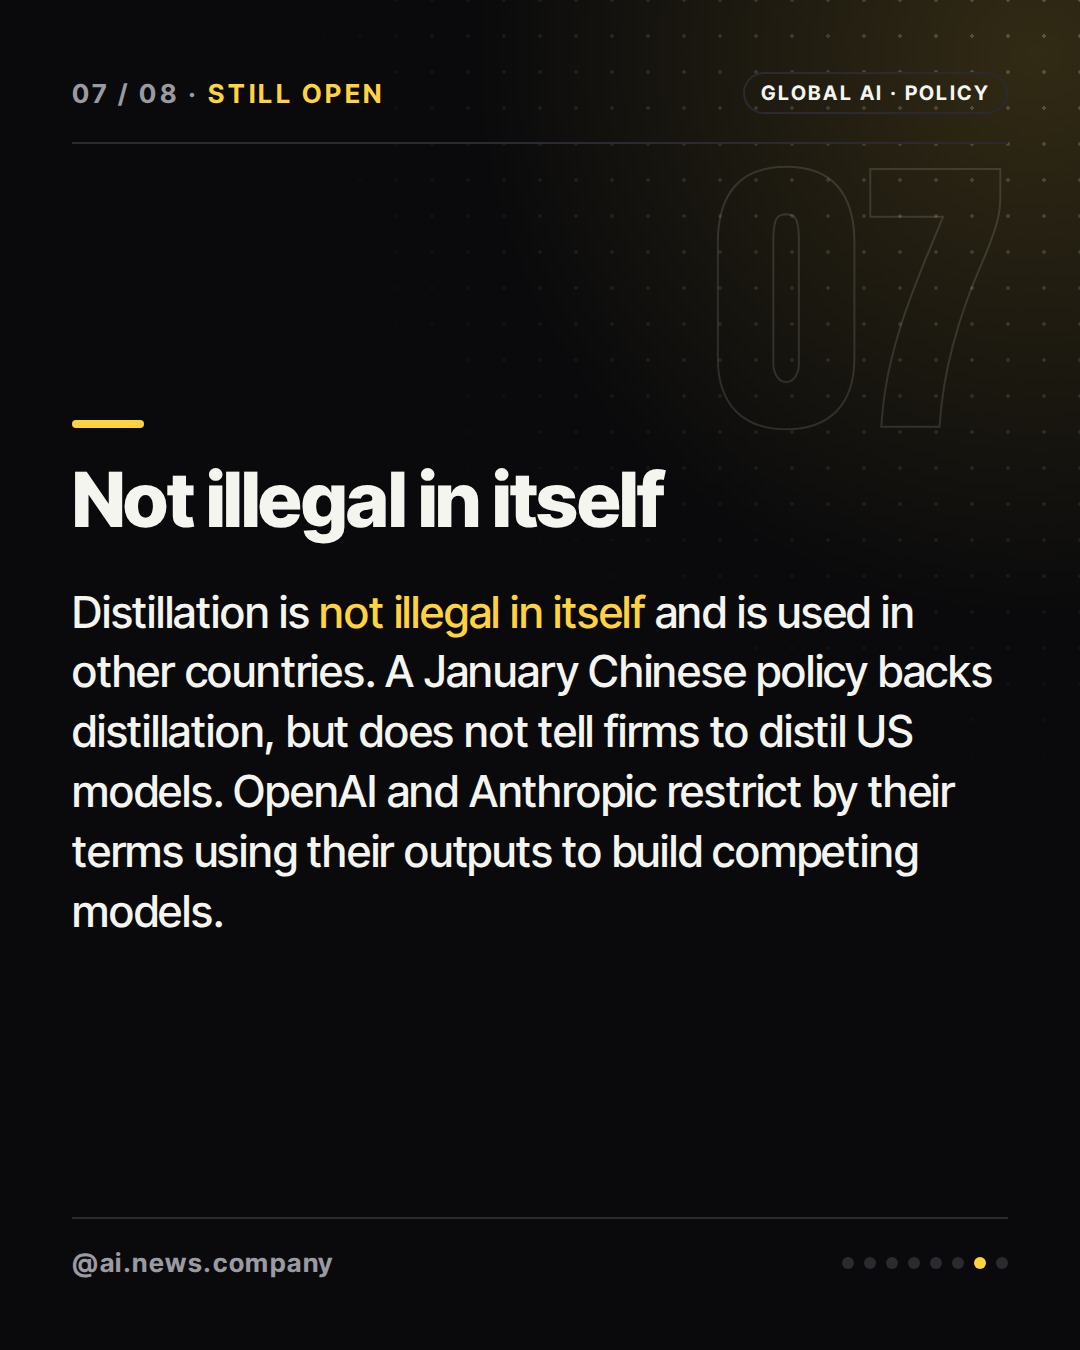 07 / 08 · STILL OPEN
GLOBAL AI · POLICY
07
Not illegal in itself
Distillation is not illegal in itself and is used in
other countries. A January Chinese policy backs
distillation, but does not tell firms to distil US
models. OpenAI and Anthropic restrict by their
terms using their outputs to build competing
models.
@ai.news.company